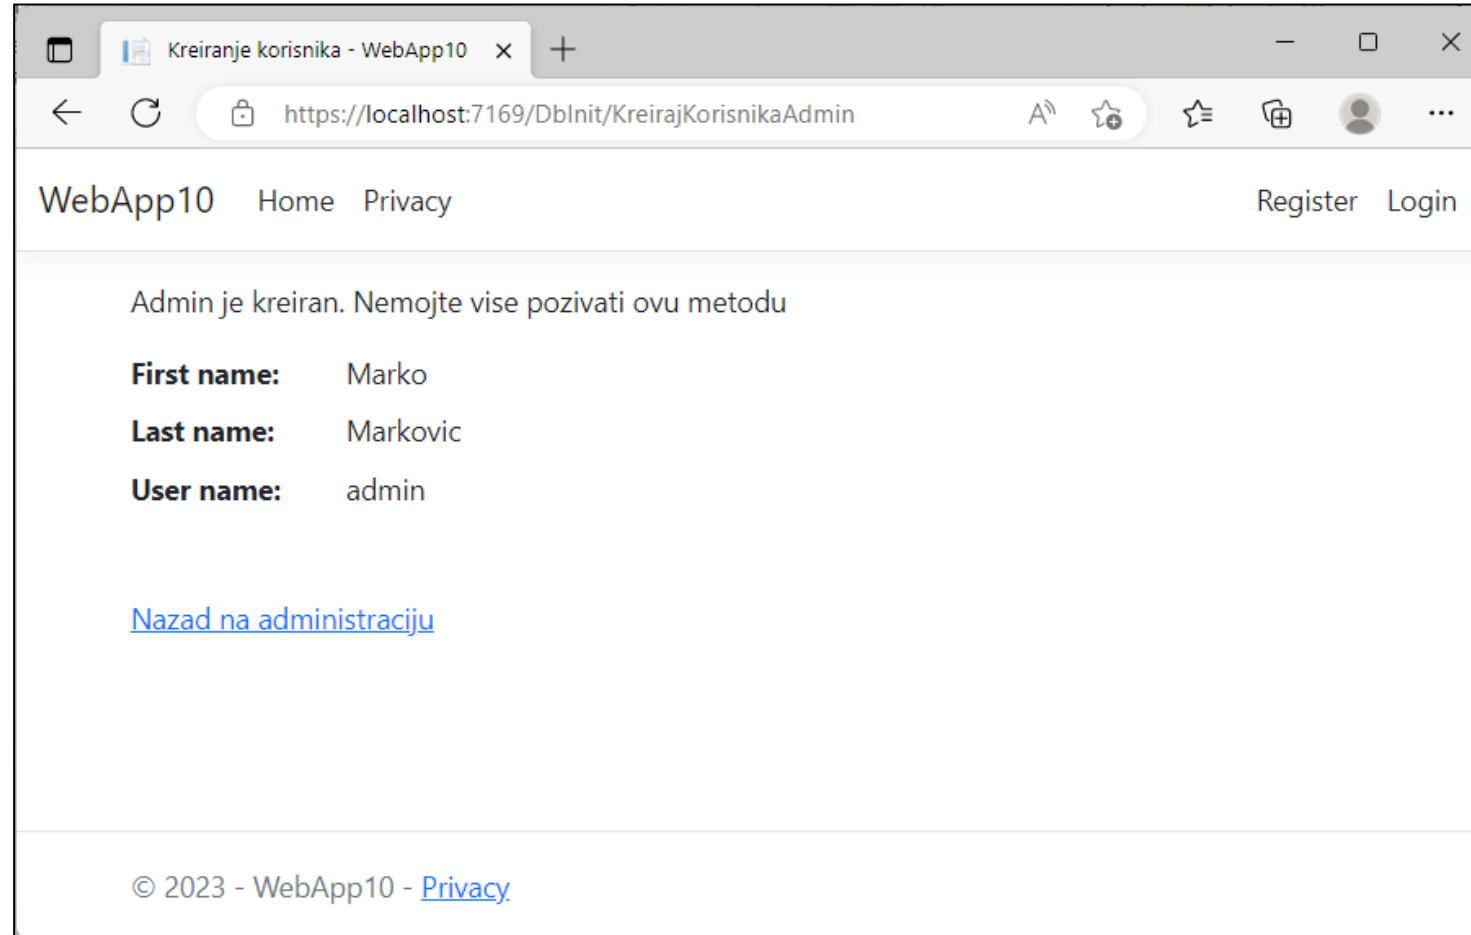 Kreiranje korisnika - WebApp10
https://localhost:7169/DbInit/KreirajKorisnikaAdmin
WebApp10 Home Privacy Register Login
Admin je kreiran. Nemojte vise pozivati ovu metodu
First name: Marko
Last name: Markovic
User name: admin
Nazad na administraciju
© 2023 - WebApp10 - Privacy